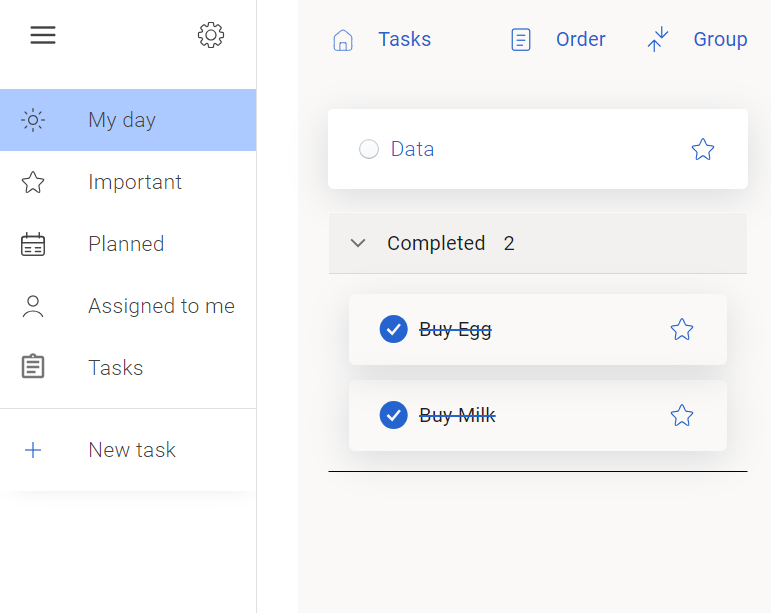 My day
Important
Planned
Assigned to me
Tasks
New task
Tasks Order Group
Data
Completed 2
Buy Egg
Buy Milk